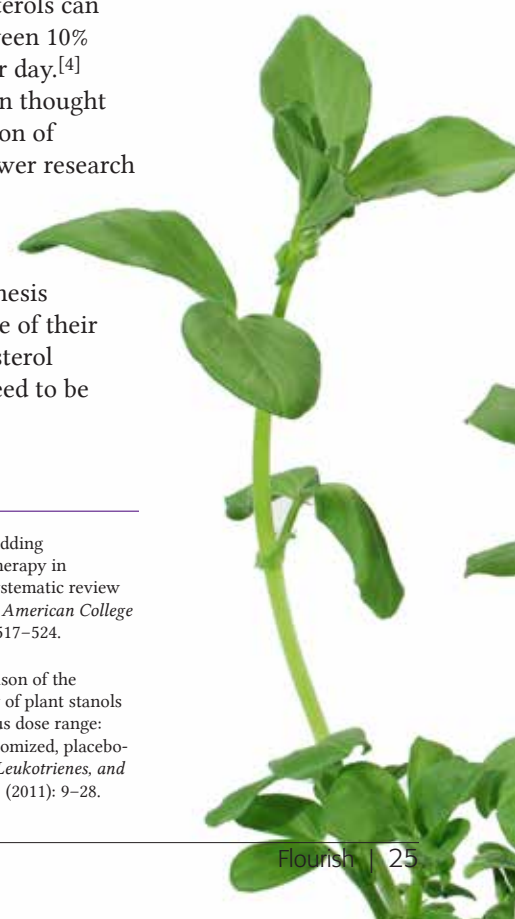 terols can
ween 10%
r day.[4]
n thought
on of
wer research
nesis
e of their
sterol
eed to be
dding
herapy in
stematic review
American College
517–524.
son of the
of plant stanols
us dose range:
omized, placebo-
Leukotrienes, and
(2011): 9–28.
Flourish | 25